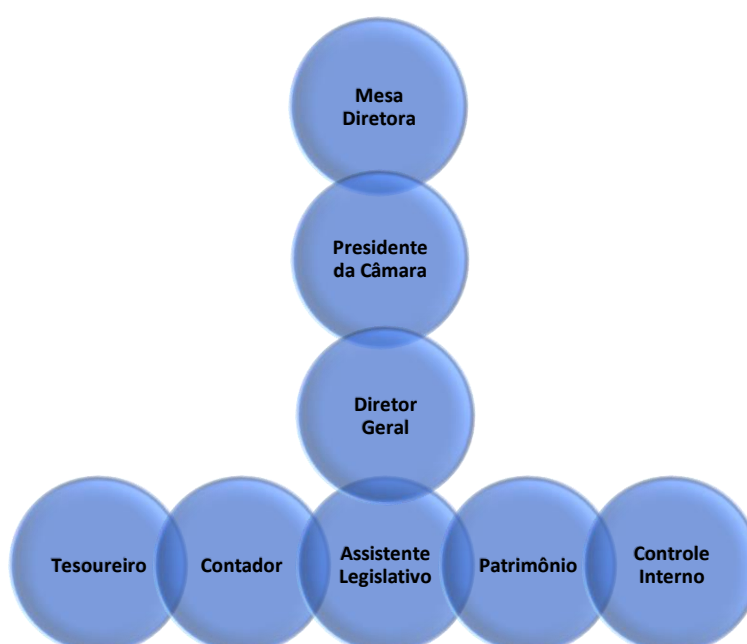 Mesa
Diretora
Presidente
da Câmara
Diretor
Geral
Tesoureiro
Contador
Assistente
Legislativo
Patrimônio
Controle
Interno